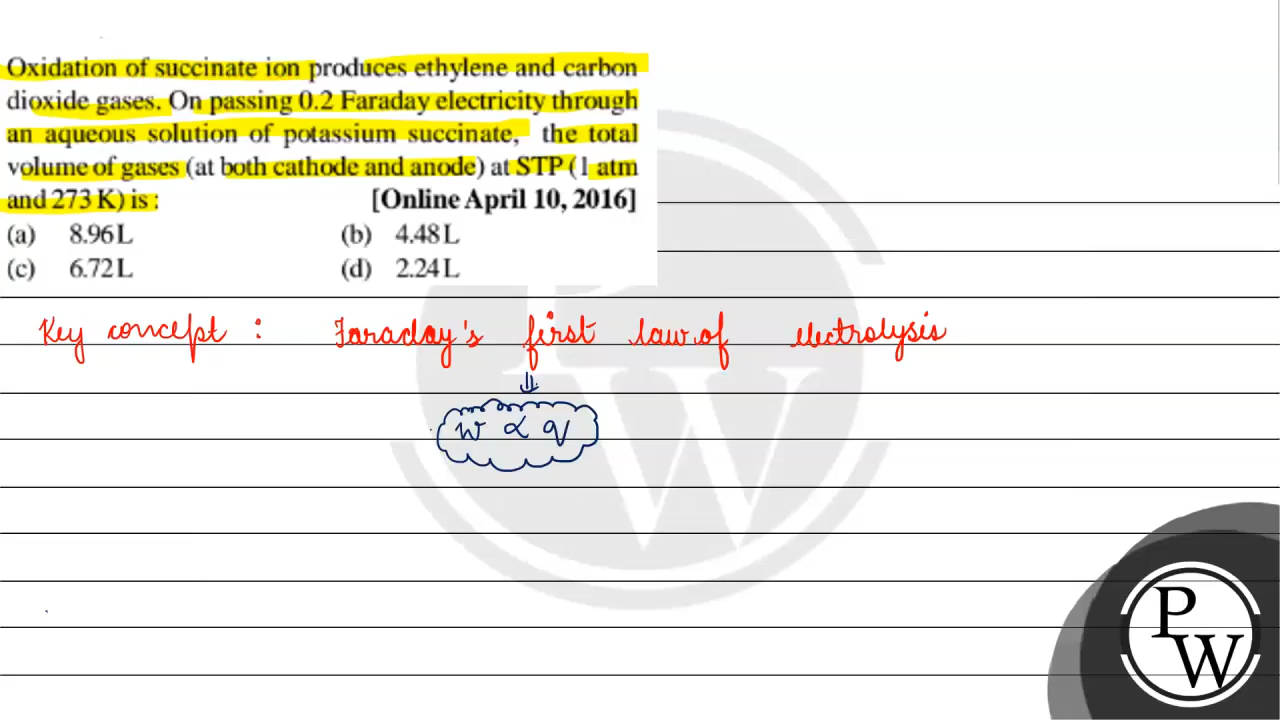 Oxidation of succinate ion produces ethylene and carbon
dioxide gases. On passing 0.2 Faraday electricity through
an aqueous solution of potassium succinate, the total
volume of gases (at both cathode and anode) at STP (1 atm
and 273 K) is : [Online April 10, 2016]
(a) 8.96 L (b) 4.48 L
(c) 6.72 L (d) 2.24 L
Key concept : Faraday's first law of electrolysis
⇓
w ∝ q
P
W